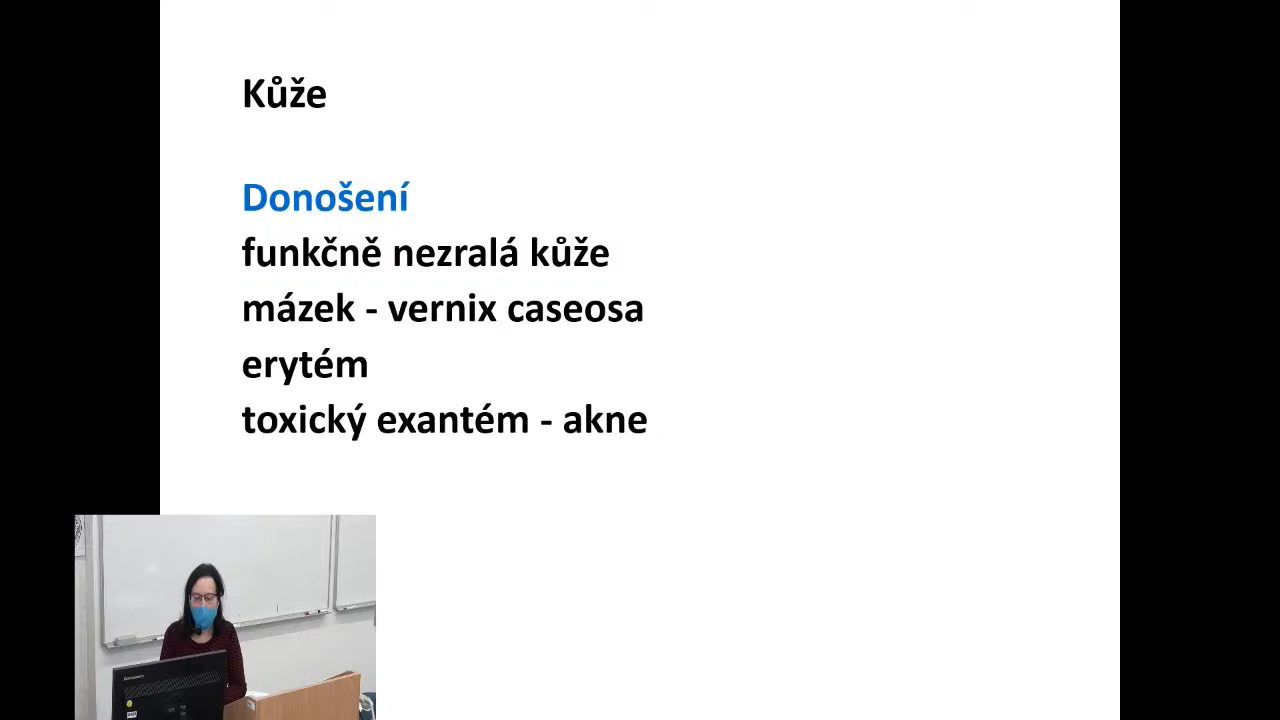 Kůže
Donošení
funkčně nezralá kůže
mázek - vernix caseosa
erytém
toxický exantém - akne